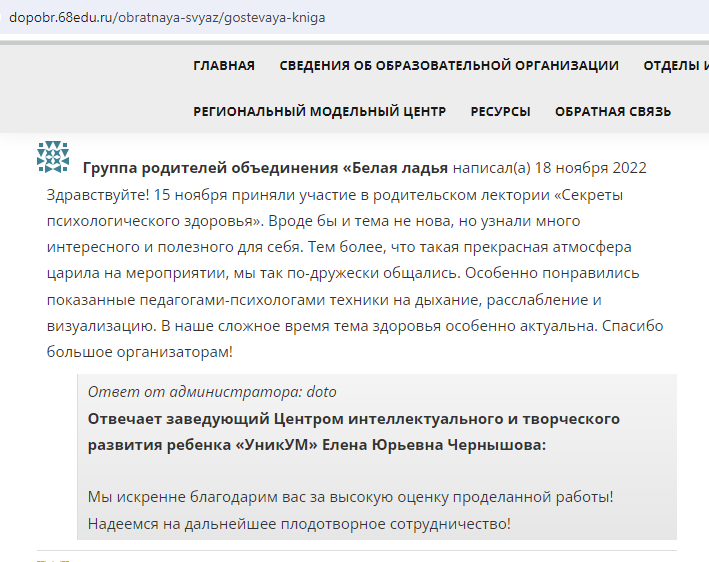 dopobr.68edu.ru/obratnaya-svyaz/gostevaya-kniga
ГЛАВНАЯ СВЕДЕНИЯ ОБ ОБРАЗОВАТЕЛЬНОЙ ОРГАНИЗАЦИИ ОТДЕЛЫ И
РЕГИОНАЛЬНЫЙ МОДЕЛЬНЫЙ ЦЕНТР РЕСУРСЫ ОБРАТНАЯ СВЯЗЬ
Группа родителей объединения «Белая ладья написал(а) 18 ноября 2022
Здравствуйте! 15 ноября приняли участие в родительском лектории «Секреты
психологического здоровья». Вроде бы и тема не нова, но узнали много
интересного и полезного для себя. Тем более, что такая прекрасная атмосфера
царила на мероприятии, мы так по-дружески общались. Особенно понравились
показанные педагогами-психологами техники на дыхание, расслабление и
визуализацию. В наше сложное время тема здоровья особенно актуальна. Спасибо
большое организаторам!
Ответ от администратора: doto
Отвечает заведующий Центром интеллектуального и творческого
развития ребенка «УникУМ» Елена Юрьевна Чернышова:
Мы искренне благодарим вас за высокую оценку проделанной работы!
Надеемся на дальнейшее плодотворное сотрудничество!